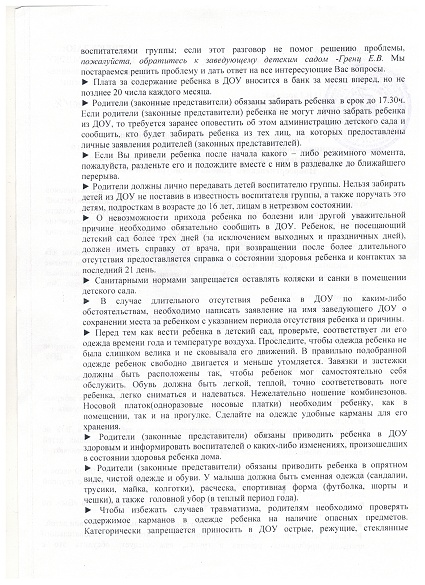 воспитателями группы; если этот разговор не помог решению проблемы,
пожалуйста, обратитесь к заведующему детским садом -Гренц Е.В. Мы
постараемся решить проблему и дать ответ на все интересующие Вас вопросы.
► Плата за содержание ребенка в ДОУ вносится в банк за месяц вперед, но не
позднее 20 числа каждого месяца.
► Родители (законные представители) обязаны забирать ребенка в срок до 17.30ч.
Если родители (законные представители) ребенка не могут лично забрать ребенка
из ДОУ, то требуется заранее оповестить об этом администрацию детского сада и
сообщить, кто будет забирать ребенка из тех лиц, на которых предоставлены
личные заявления родителей (законных представителей).
► Если Вы привели ребенка после начала какого – либо режимного момента,
пожалуйста, разденьте его и подождите вместе с ним в раздевалке до ближайшего
перерыва.
► Родители должны лично передавать детей воспитателю группы. Нельзя забирать
детей из ДОУ не поставив в известность воспитателя группы, а также поручать это
детям, подросткам в возрасте до 16 лет, лицам в нетрезвом состоянии.
► О невозможности прихода ребенка по болезни или другой уважительной
причине необходимо обязательно сообщить в ДОУ. Ребенок, не посещающий
детский сад более трех дней (за исключением выходных и праздничных дней),
должен иметь справку от врача, при возвращении после более длительного
отсутствия предоставляется справка о состоянии здоровья ребенка и контактах за
последний 21 день.
► Санитарными нормами запрещается оставлять коляски и санки в помещении
детского сада.
► В случае длительного отсутствия ребенка в ДОУ по каким-либо
обстоятельствам, необходимо написать заявление на имя заведующего ДОУ о
сохранении места за ребенком с указанием периода отсутствия ребенка и причины.
► Перед тем как вести ребенка в детский сад, проверьте, соответствует ли его
одежда времени года и температуре воздуха. Проследите, чтобы одежда ребенка не
была слишком велика и не сковывала его движений. В правильно подобранной
одежде ребенок свободно двигается и меньше утомляется. Завязки и застежки
должны быть расположены так, чтобы ребенок мог самостоятельно себя
обслужить. Обувь должна быть легкой, теплой, точно соответствовать ноге
ребенка, легко сниматься и надеваться. Нежелательно ношение комбинезонов.
Носовой платок(одноразовые носовые платки) необходим ребенку, как в
помещении, так и на прогулке. Сделайте на одежде удобные карманы для его
хранения.
► Родители (законные представители) обязаны приводить ребенка в ДОУ
здоровым и информировать воспитателей о каких-либо изменениях, произошедших
в состоянии здоровья ребенка дома.
► Родители (законные представители) обязаны приводить ребенка в опрятном
виде, чистой одежде и обуви. У малыша должна быть сменная одежда (сандалии,
трусики, майка, колготки), расческа, спортивная форма (футболка, шорты и
чешки), а также головной убор (в теплый период года).
► Чтобы избежать случаев травматизма, родителям необходимо проверять
содержимое карманов в одежде ребенка на наличие опасных предметов.
Категорически запрещается приносить в ДОУ острые, режущие, стеклянные